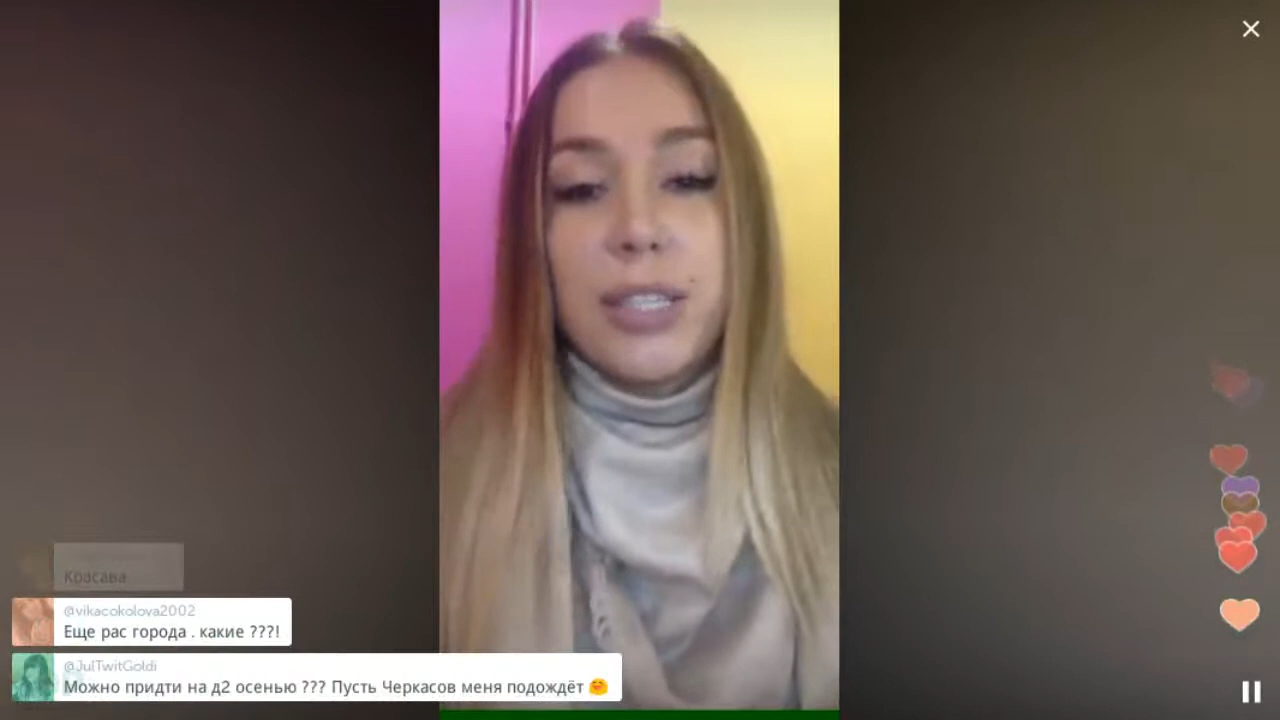 Красава
@vikacokolova2002
Еще рас города . какие ???!
@JulTwitGoldi
Можно придти на д2 осенью ??? Пусть Черкасов меня подождёт 🤗